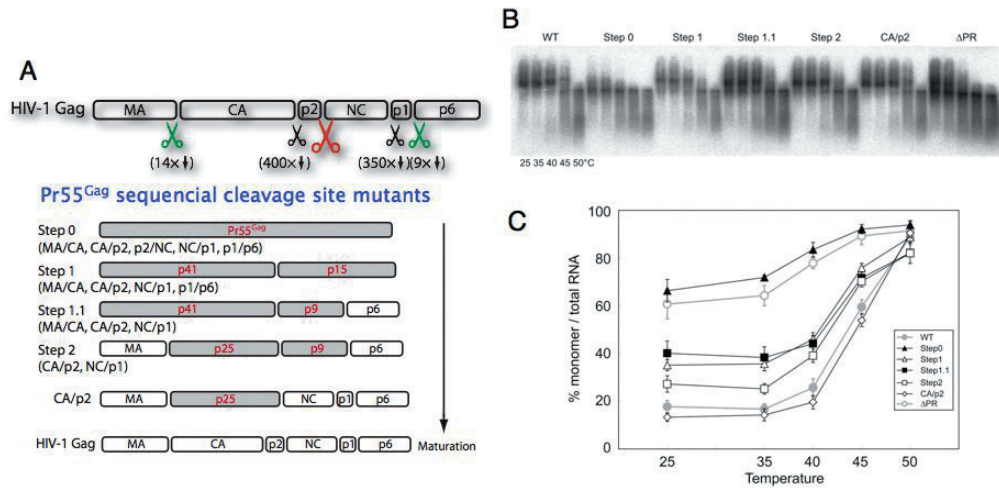 A
HIV-1 Gag MA CA p2 NC p1 p6
(14×⬇) (400×⬇) (350×⬇)(9×⬇)
Pr55Gag sequencial cleavage site mutants
Step 0 Pr55Gag
(MA/CA, CA/p2, p2/NC, NC/p1, p1/p6)
Step 1 p41 p15
(MA/CA, CA/p2, NC/p1, p1/p6)
Step 1.1 p41 p9 p6
(MA/CA, CA/p2, NC/p1)
Step 2 MA p25 p9 p6
(CA/p2, NC/p1)
CA/p2 MA p25 NC p1 p6
HIV-1 Gag MA CA p2 NC p1 p6
Maturation
B
WT Step 0 Step 1 Step 1.1 Step 2 CA/p2 ΔPR
25 35 40 45 50°C
C
% monomer / total RNA
100
80
60
40
20
0
25 35 40 45 50
Temperature
WT
Step0
Step1
Step1.1
Step2
CA/p2
ΔPR